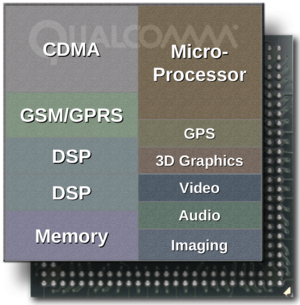 QUALCOMM
CDMA
GSM/GPRS
DSP
DSP
Memory
Micro-
Processor
GPS
3D Graphics
Video
Audio
Imaging